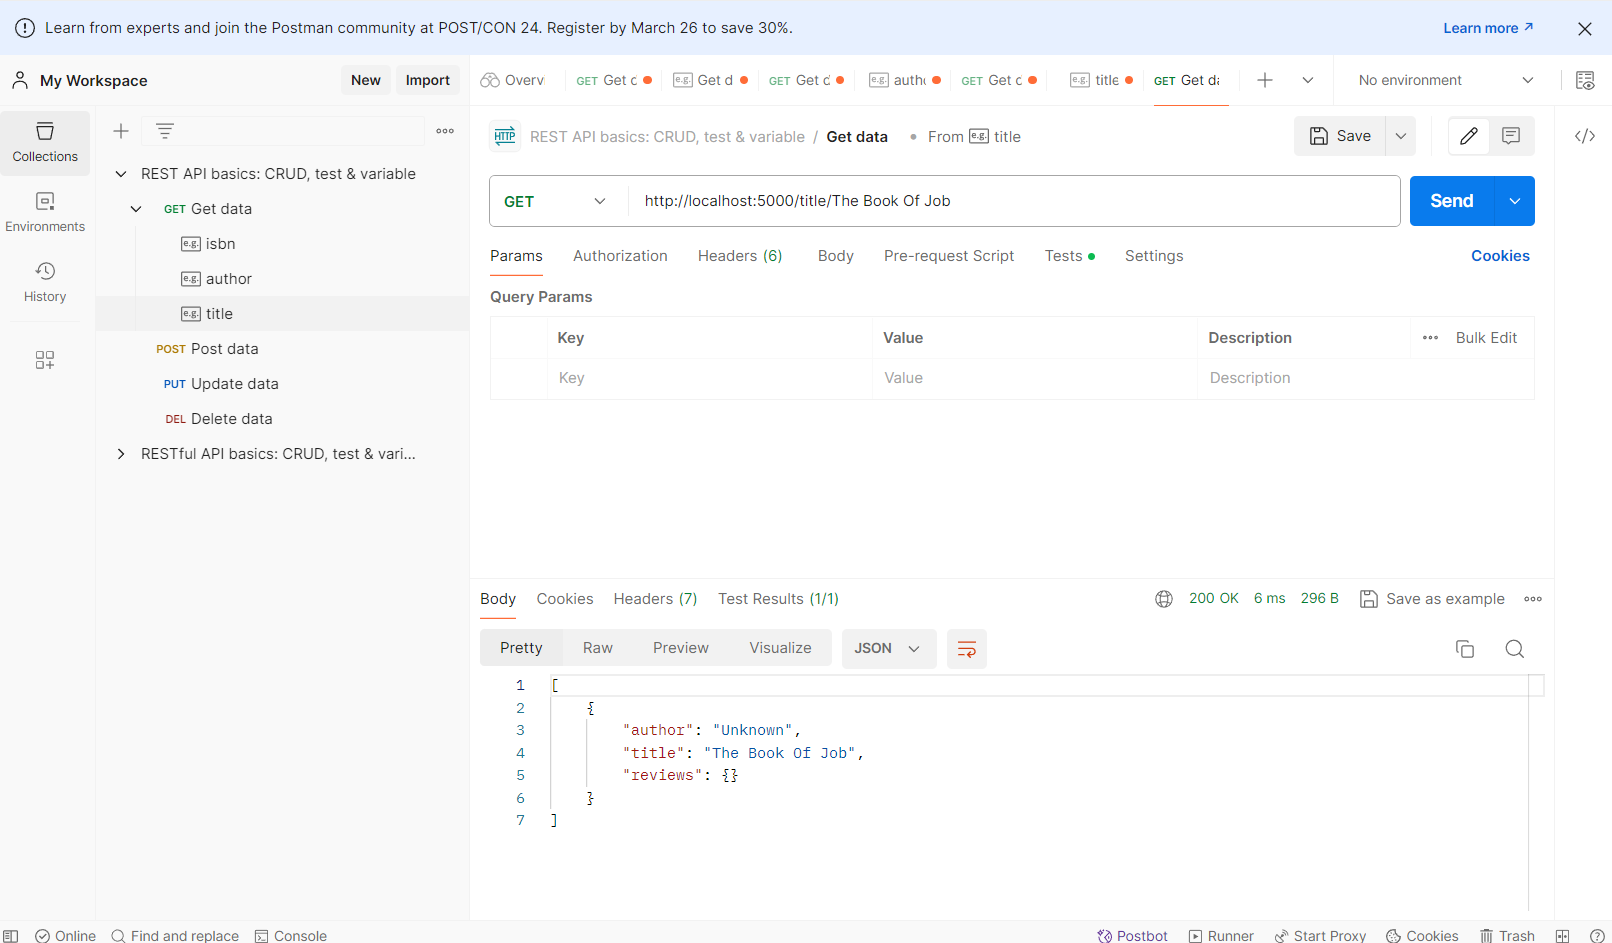 Learn from experts and join the Postman community at POST/CON 24. Register by March 26 to save 30%.
Learn more ↗
My Workspace
New
Import
Overv
GET Get c
e.g. Get d
GET Get d
e.g. autho
GET Get c
e.g. title
GET Get da
No environment
Collections
Environments
History
REST API basics: CRUD, test & variable
GET Get data
e.g. isbn
e.g. author
e.g. title
POST Post data
PUT Update data
DEL Delete data
RESTful API basics: CRUD, test & vari...
HTTP REST API basics: CRUD, test & variable / Get data • From e.g. title
Save
</>
GET
http://localhost:5000/title/The Book Of Job
Send
Params
Authorization
Headers (6)
Body
Pre-request Script
Tests
Settings
Cookies
Query Params
Key
Value
Description
Bulk Edit
Key
Value
Description
Body
Cookies
Headers (7)
Test Results (1/1)
200 OK
6 ms
296 B
Save as example
Pretty
Raw
Preview
Visualize
JSON
1 [
2 {
3 "author": "Unknown",
4 "title": "The Book Of Job",
5 "reviews": {}
6 }
7 ]
Online
Find and replace
Console
Postbot
Runner
Start Proxy
Cookies
Trash